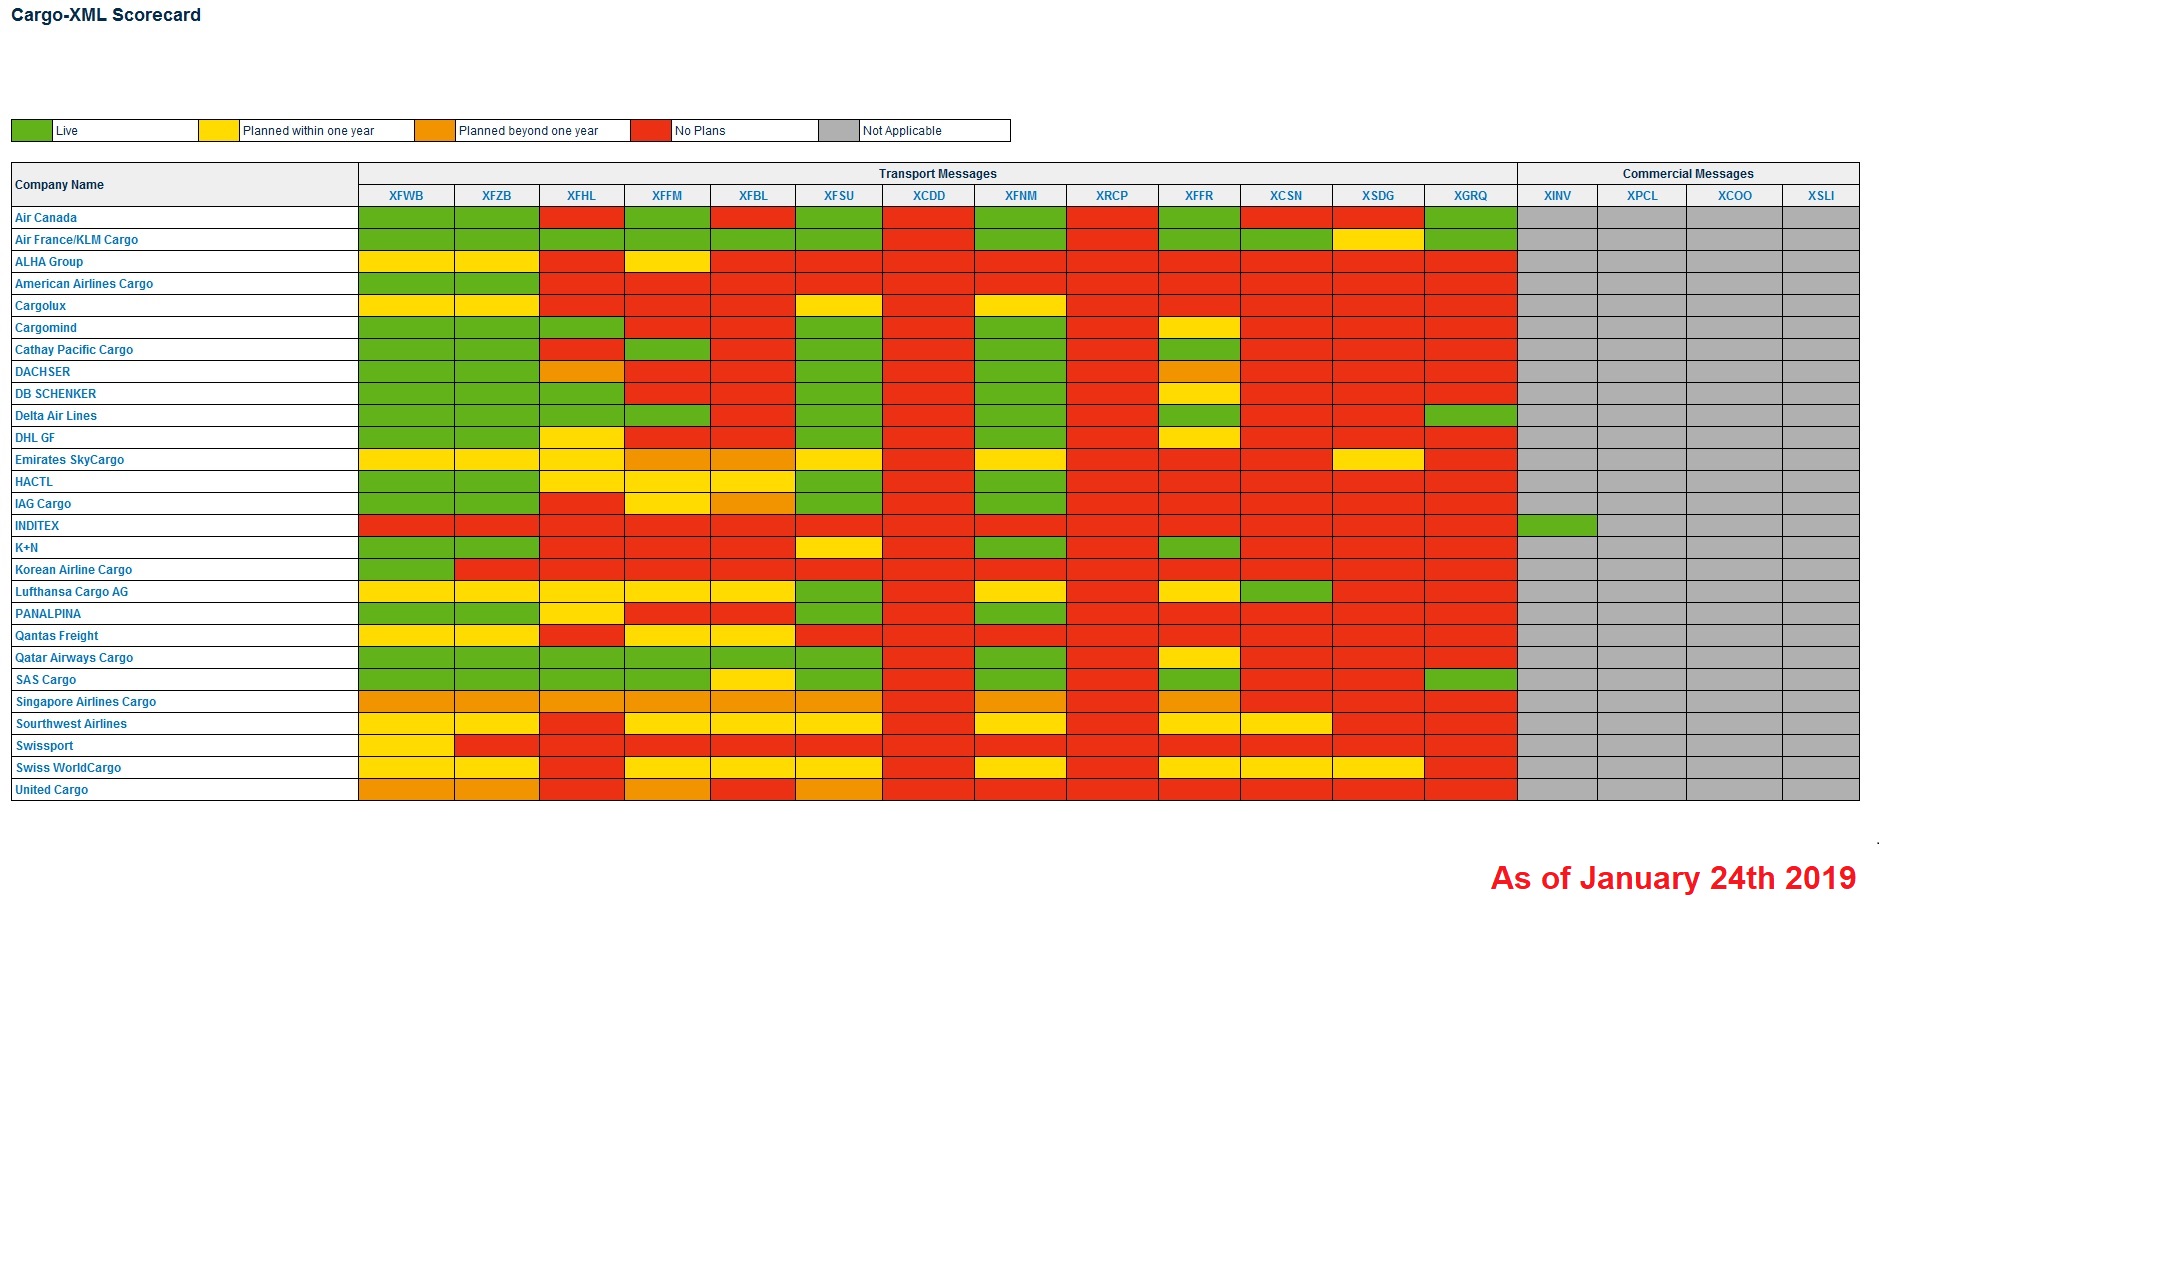 Cargo-XML Scorecard
Live Planned within one year Planned beyond one year No Plans Not Applicable
Company Name Transport Messages Commercial Messages
XFWB XFZB XFHL XFFM XFBL XFSU XCDD XFNM XRCP XFFR XCSN XSDG XGRQ XINV XPCL XCOO XSLI
Air Canada
Air France/KLM Cargo
ALHA Group
American Airlines Cargo
Cargolux
Cargomind
Cathay Pacific Cargo
DACHSER
DB SCHENKER
Delta Air Lines
DHL GF
Emirates SkyCargo
HACTL
IAG Cargo
INDITEX
K+N
Korean Airline Cargo
Lufthansa Cargo AG
PANALPINA
Qantas Freight
Qatar Airways Cargo
SAS Cargo
Singapore Airlines Cargo
Sourthwest Airlines
Swissport
Swiss WorldCargo
United Cargo
.
As of January 24th 2019